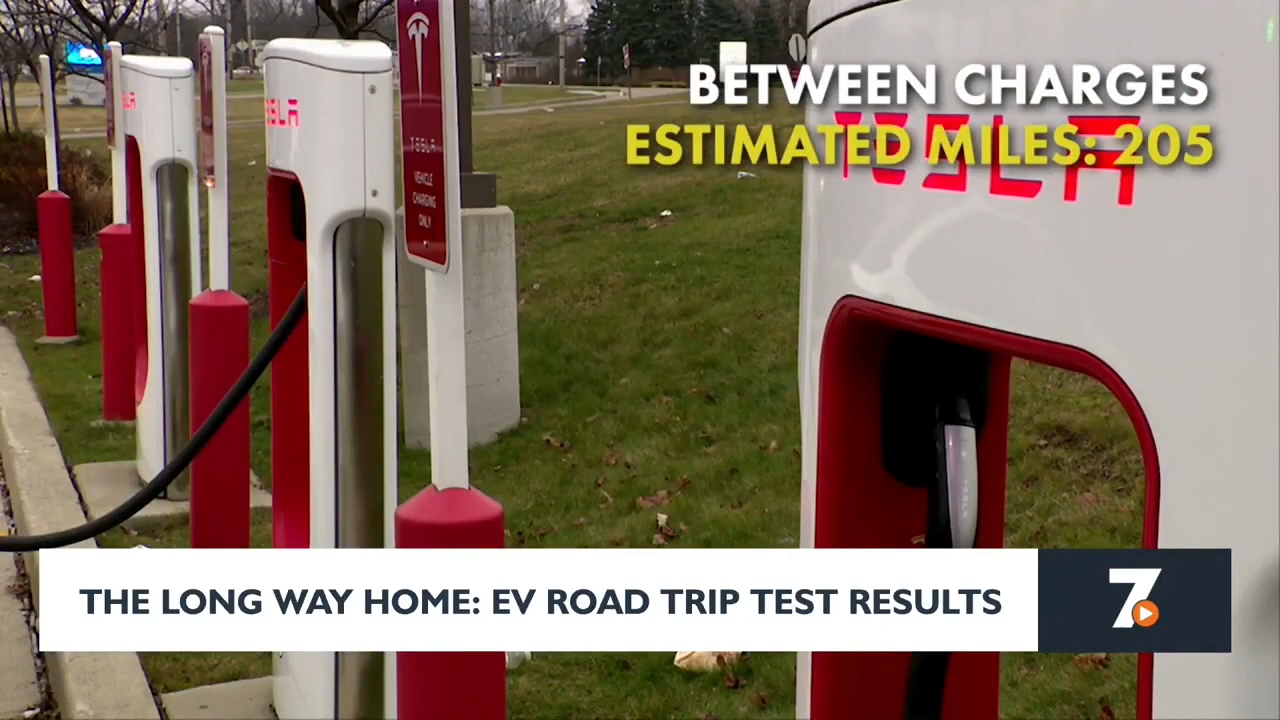 BETWEEN CHARGES
ESTIMATED MILES: 205
TESLA
TESLA
TESLA
VEHICLE
CHARGING
ONLY
THE LONG WAY HOME: EV ROAD TRIP TEST RESULTS
7